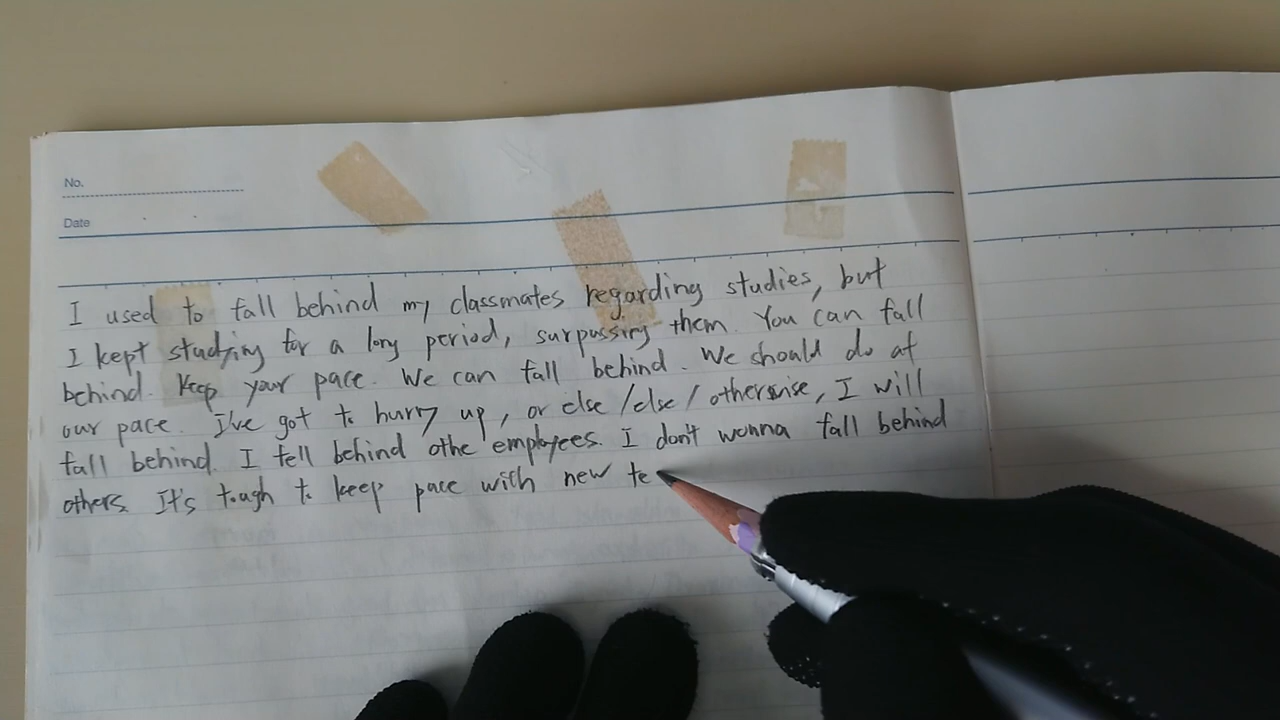 No.
Date
I used to fall behind my classmates regarding studies, but
I kept studying for a long period, surpussing them. You can fall
behind. Keep your pace. We can fall behind. We should do at
our pace. I've got to hurry up, or else /else / otherwise, I will
fall behind. I fell behind othe employees. I don't wonna fall behind
others. It's tough to keep pace with new te